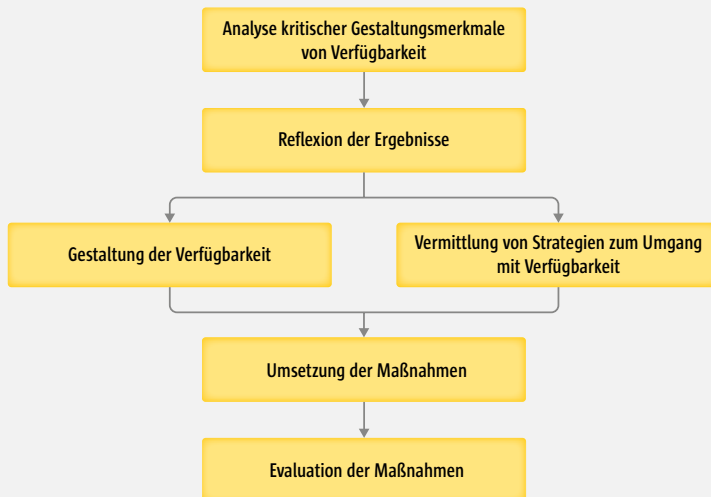 Analyse kritischer Gestaltungsmerkmale
von Verfügbarkeit
Reflexion der Ergebnisse
Gestaltung der Verfügbarkeit
Vermittlung von Strategien zum Umgang
mit Verfügbarkeit
Umsetzung der Maßnahmen
Evaluation der Maßnahmen